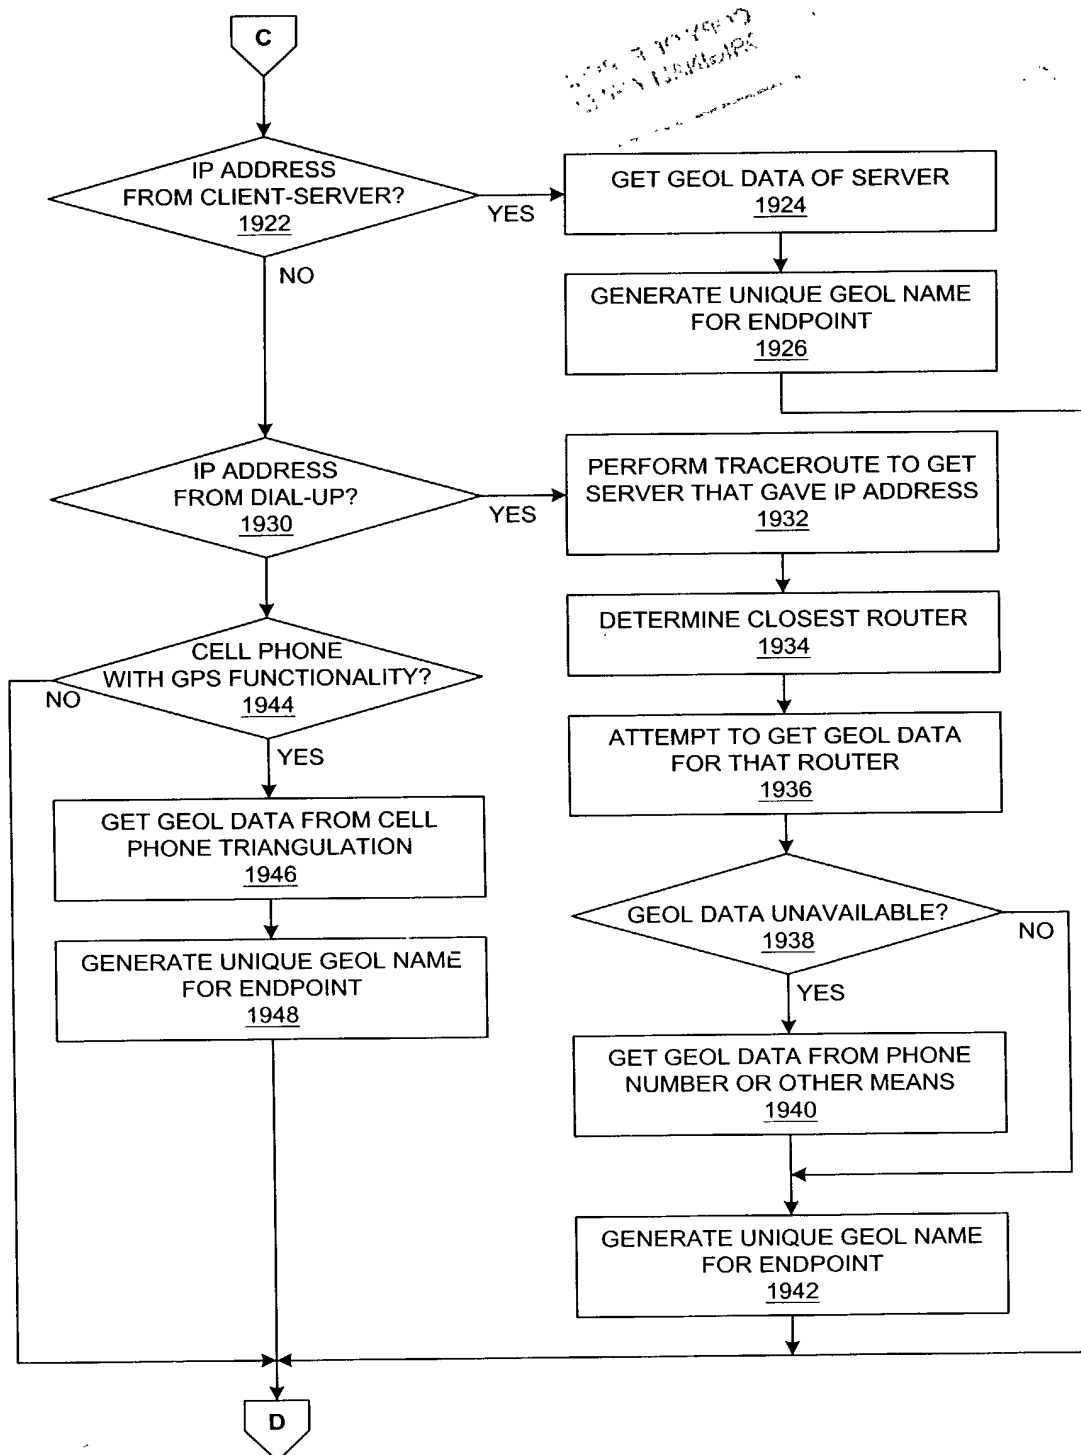 C
IP ADDRESS
FROM CLIENT-SERVER?
1922
YES
NO
GET GEOL DATA OF SERVER
1924
GENERATE UNIQUE GEOL NAME
FOR ENDPOINT
1926
IP ADDRESS
FROM DIAL-UP?
1930
YES
PERFORM TRACEROUTE TO GET
SERVER THAT GAVE IP ADDRESS
1932
DETERMINE CLOSEST ROUTER
1934
CELL PHONE
WITH GPS FUNCTIONALITY?
1944
NO
YES
ATTEMPT TO GET GEOL DATA
FOR THAT ROUTER
1936
GET GEOL DATA FROM CELL
PHONE TRIANGULATION
1946
GEOL DATA UNAVAILABLE?
1938
NO
YES
GENERATE UNIQUE GEOL NAME
FOR ENDPOINT
1948
GET GEOL DATA FROM PHONE
NUMBER OR OTHER MEANS
1940
GENERATE UNIQUE GEOL NAME
FOR ENDPOINT
1942
D